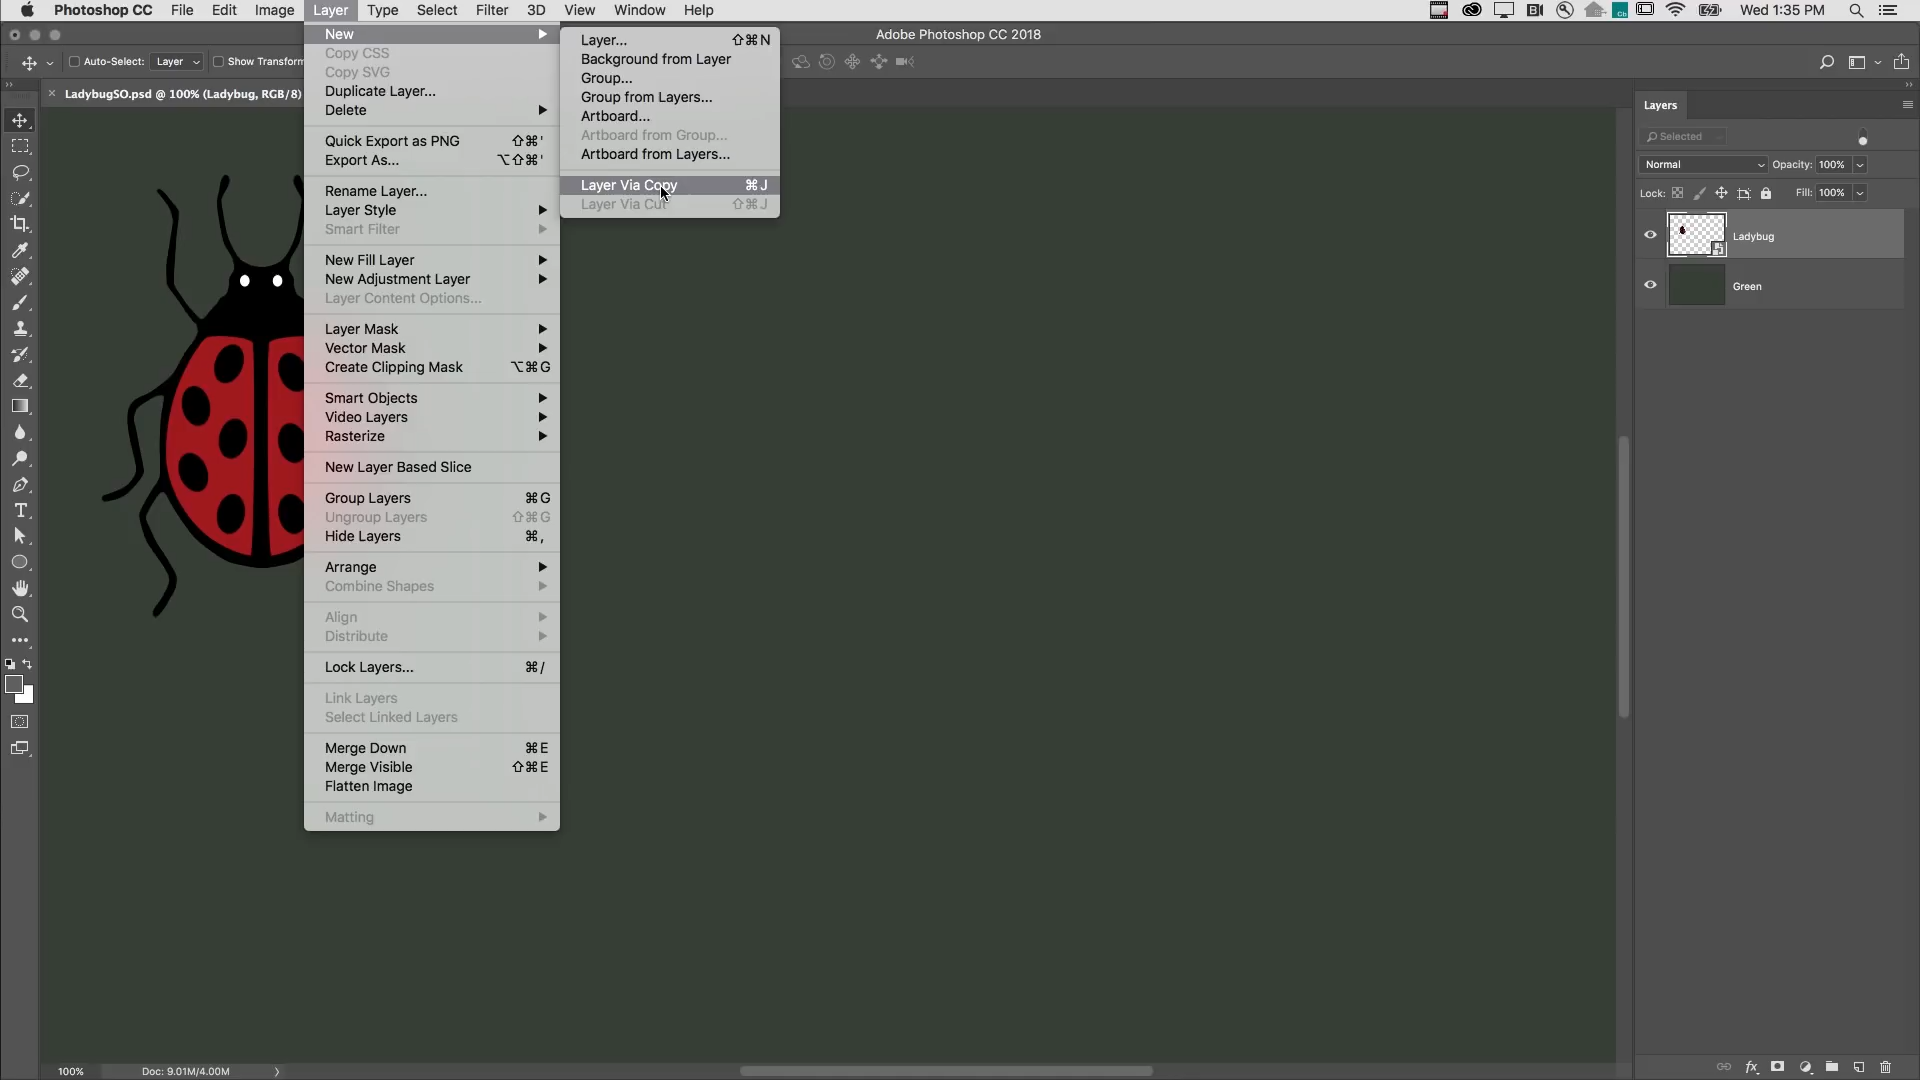 Photoshop CC File Edit Image Layer Type Select Filter 3D View Window Help Wed 1:35 PM
Adobe Photoshop CC 2018
Auto-Select: Layer Show Transform
LadybugSO.psd @ 100% (Ladybug, RGB/8)
New
Copy CSS
Copy SVG
Duplicate Layer...
Delete
Quick Export as PNG ⇧⌘'
Export As... ⌥⇧⌘'
Rename Layer...
Layer Style
Smart Filter
New Fill Layer
New Adjustment Layer
Layer Content Options...
Layer Mask
Vector Mask
Create Clipping Mask ⌥⌘G
Smart Objects
Video Layers
Rasterize
New Layer Based Slice
Group Layers ⌘G
Ungroup Layers ⇧⌘G
Hide Layers ⌘,
Arrange
Combine Shapes
Align
Distribute
Lock Layers... ⌘/
Link Layers
Select Linked Layers
Merge Down ⌘E
Merge Visible ⇧⌘E
Flatten Image
Matting
Layer... ⇧⌘N
Background from Layer
Group...
Group from Layers...
Artboard...
Artboard from Group...
Artboard from Layers...
Layer Via Copy ⌘J
Layer Via Cut ⇧⌘J
Layers
Selected
Normal Opacity: 100%
Lock: Fill: 100%
Ladybug
Green
100% Doc: 9.01M/4.00M